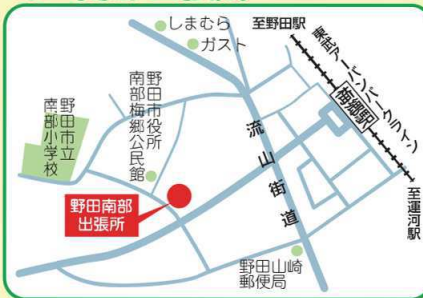 しまむら
ガスト
至野田駅
東武アーバンパークライン
梅郷駅
至運河駅
流山街道
野田市役所
南部梅郷公民館
野田市立
南部小学校
野田南部
出張所
野田山崎
郵便局